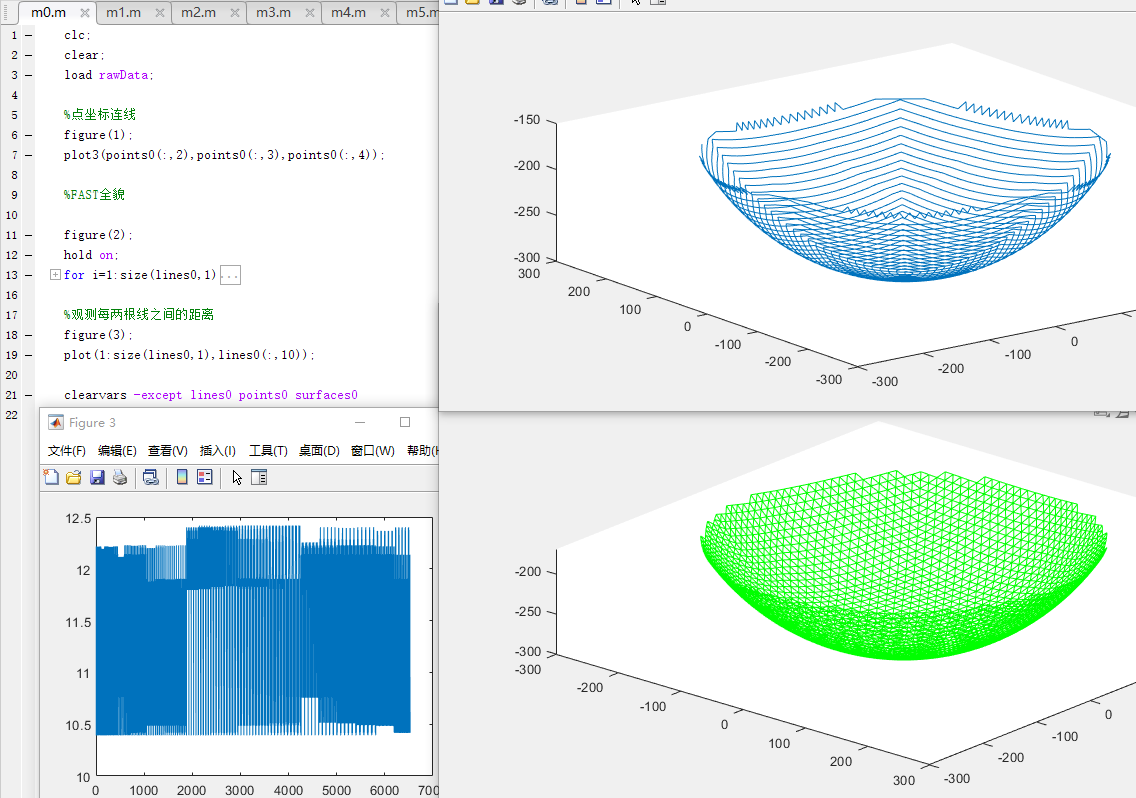 m0.m
m1.m
m2.m
m3.m
m4.m
m5.m
1 clc;
2 clear;
3 load rawData;
4
5 %点坐标连线
6 figure(1);
7 plot3(points0(:,2),points0(:,3),points0(:,4));
8
9 %FAST全貌
10
11 figure(2);
12 hold on;
13 for i=1:size(lines0,1) ...
16
17 %观测每两根线之间的距离
18 figure(3);
19 plot(1:size(lines0,1),lines0(:,10));
20
21 clearvars -except lines0 points0 surfaces0
22
-150
-200
-250
-300
300
200
100
0
-100
-200
-300
-300
-200
-100
0
Figure 3
文件(F) 编辑(E) 查看(V) 插入(I) 工具(T) 桌面(D) 窗口(W) 帮助(H
12.5
12
11.5
11
10.5
10
0 1000 2000 3000 4000 5000 6000 700
-200
-250
-300
-300
-200
-100
0
100
200
300
-300
-200
-100
0